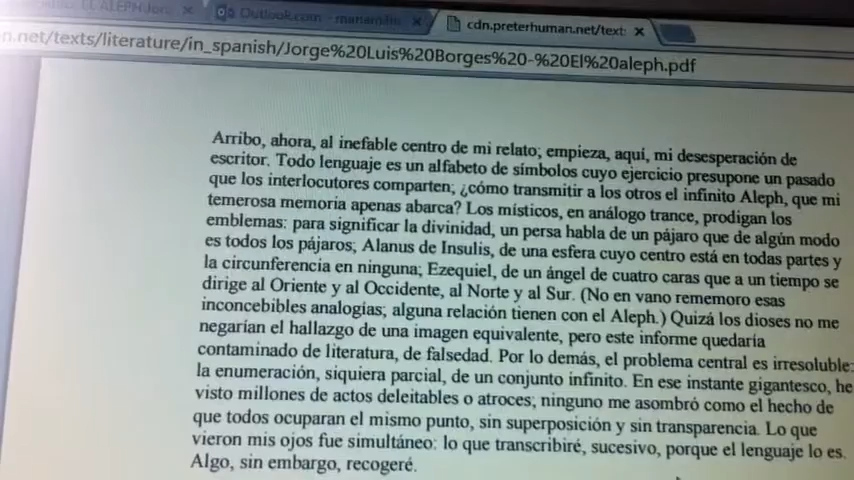 EL ALEPH Jor
Outlook.com -
cdn.preterhuman.net/text:
n.net/texts/literature/in_spanish/Jorge%20Luis%20Borges%20-%20El%20aleph.pdf
Arribo, ahora, al inefable centro de mi relato; empieza, aquí, mi desesperación de
escritor. Todo lenguaje es un alfabeto de símbolos cuyo ejercicio presupone un pasado
que los interlocutores comparten; ¿cómo transmitir a los otros el infinito Aleph, que mi
temerosa memoria apenas abarca? Los místicos, en análogo trance, prodigan los
emblemas: para significar la divinidad, un persa habla de un pájaro que de algún modo
es todos los pájaros; Alanus de Insulis, de una esfera cuyo centro está en todas partes y
la circunferencia en ninguna; Ezequiel, de un ángel de cuatro caras que a un tiempo se
dirige al Oriente y al Occidente, al Norte y al Sur. (No en vano rememoro esas
inconcebibles analogías; alguna relación tienen con el Aleph.) Quizá los dioses no me
negarían el hallazgo de una imagen equivalente, pero este informe quedaría
contaminado de literatura, de falsedad. Por lo demás, el problema central es irresoluble:
la enumeración, siquiera parcial, de un conjunto infinito. En ese instante gigantesco, he
visto millones de actos deleitables o atroces; ninguno me asombró como el hecho de
que todos ocuparan el mismo punto, sin superposición y sin transparencia. Lo que
vieron mis ojos fue simultáneo: lo que transcribiré, sucesivo, porque el lenguaje lo es.
Algo, sin embargo, recogeré.